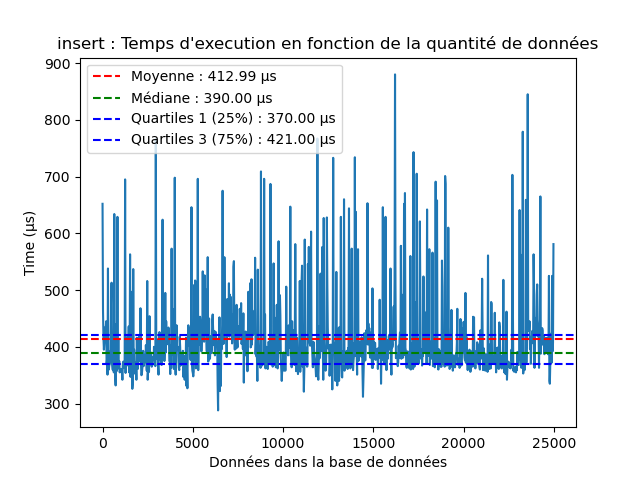 insert : Temps d'execution en fonction de la quantité de données
900
800
700
600
500
400
300
Time (µs)
Moyenne : 412.99 µs
Médiane : 390.00 µs
Quartiles 1 (25%) : 370.00 µs
Quartiles 3 (75%) : 421.00 µs
0 5000 10000 15000 20000 25000
Données dans la base de données